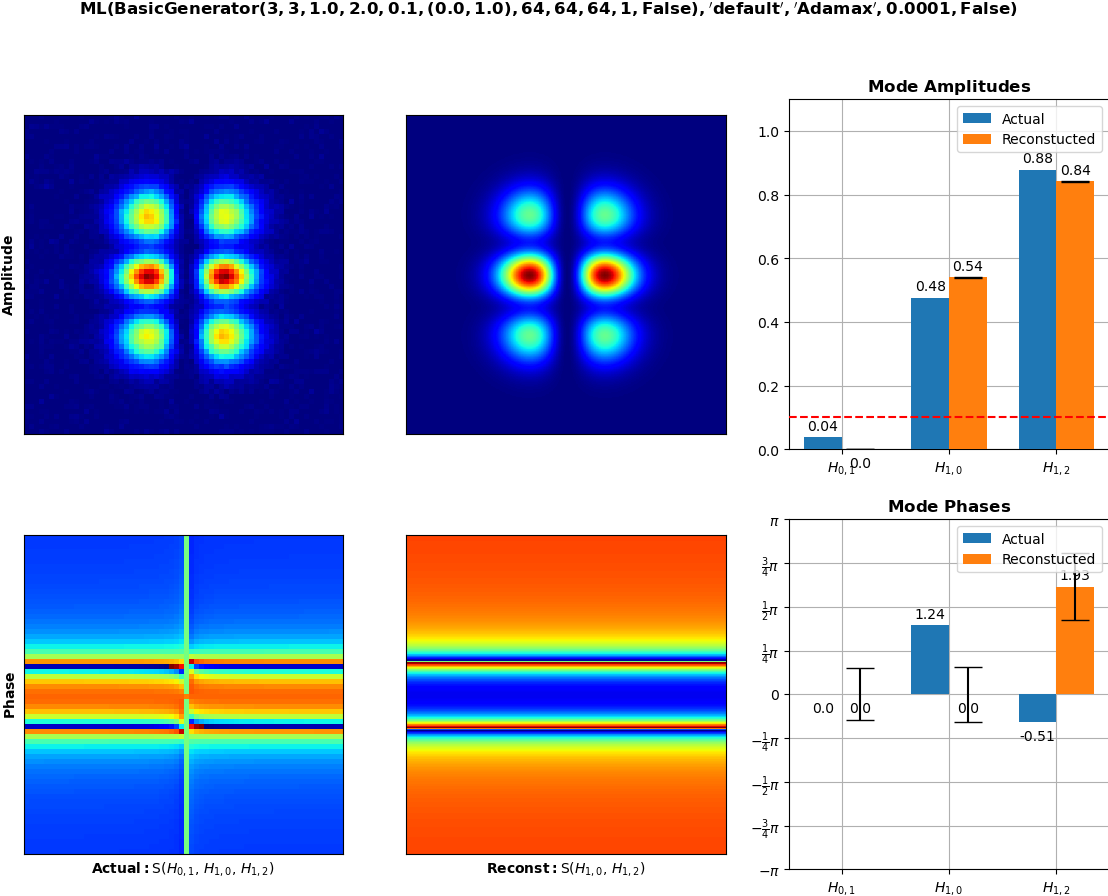 ML(BasicGenerator(3, 3, 1.0, 2.0, 0.1, (0.0, 1.0), 64, 64, 64, 1, False), ′default′, ′Adamax′, 0.0001, False)
Amplitude
Mode Amplitudes
Actual
Reconstucted
1.0
0.8
0.6
0.4
0.2
0.0
0.04
0.0
0.48
0.54
0.88
0.84
H0, 1
H1, 0
H1, 2
Phase
Actual: S(H0, 1, H1, 0, H1, 2)
Reconst: S(H1, 0, H1, 2)
Mode Phases
Actual
Reconstucted
π
3/4π
1/2π
1/4π
0
−1/4π
−1/2π
−3/4π
−π
0.0
0.0
1.24
0.0
-0.51
1.93
H0, 1
H1, 0
H1, 2